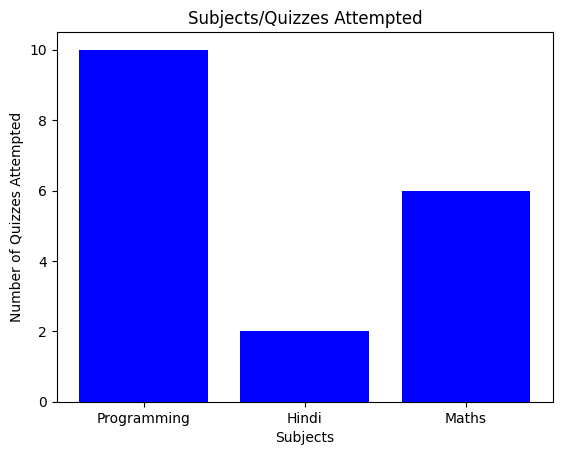 Subjects/Quizzes Attempted
Number of Quizzes Attempted
10
8
6
4
2
0
Programming Hindi Maths
Subjects